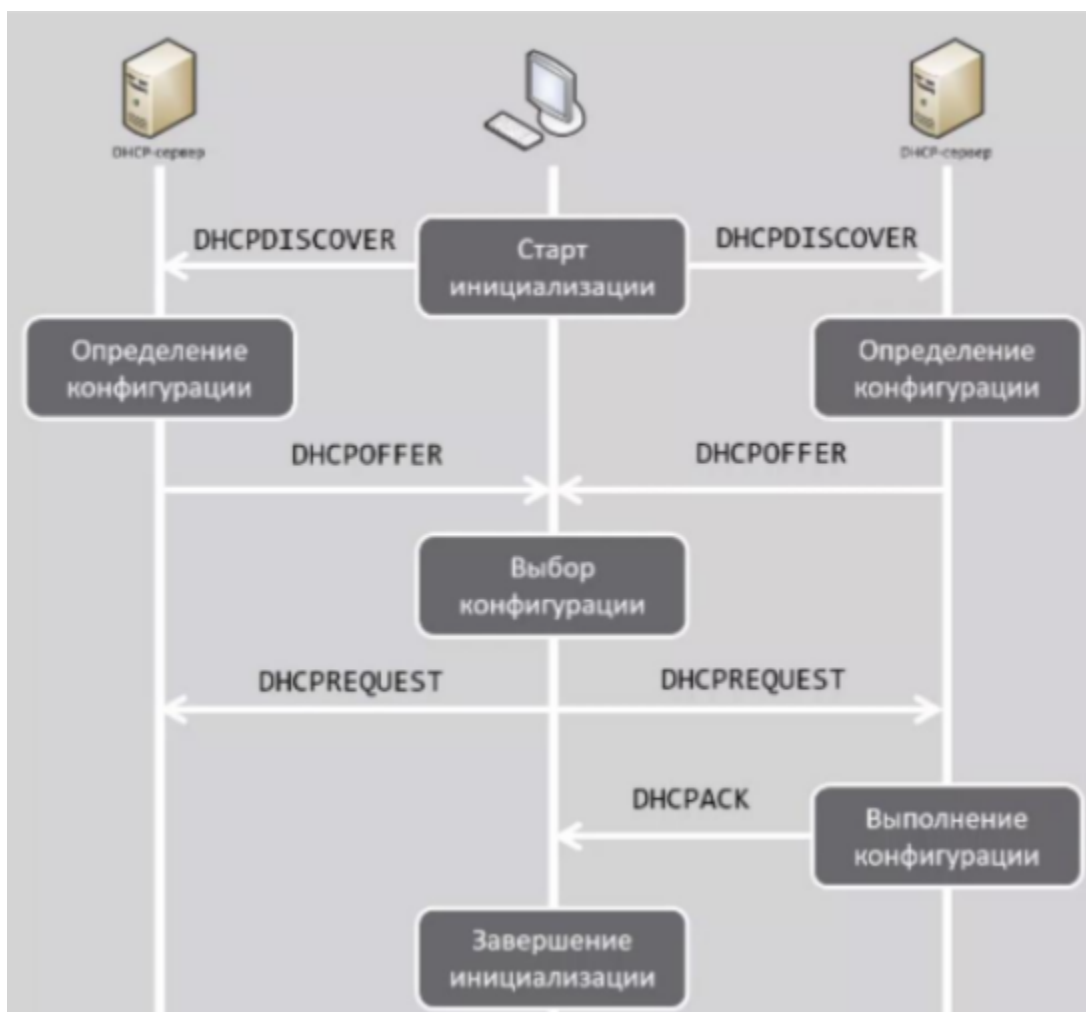 DHCP-сервер
DHCP-сервер
DHCPDISCOVER
Старт
инициализации
DHCPDISCOVER
Определение
конфигурации
Определение
конфигурации
DHCPOFFER
DHCPOFFER
Выбор
конфигурации
DHCPREQUEST
DHCPREQUEST
DHCPACK
Выполнение
конфигурации
Завершение
инициализации